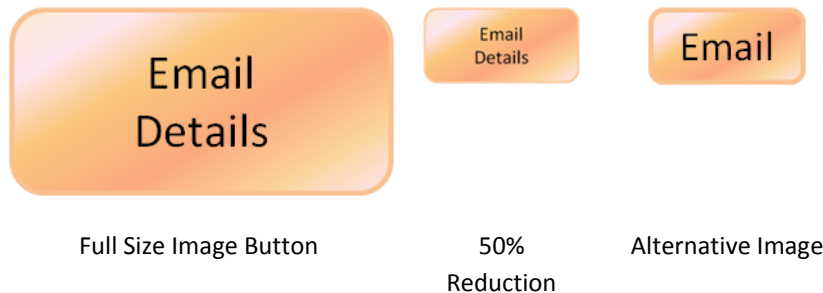 Email
Details
Email
Details
Email
Full Size Image Button
50%
Reduction
Alternative Image